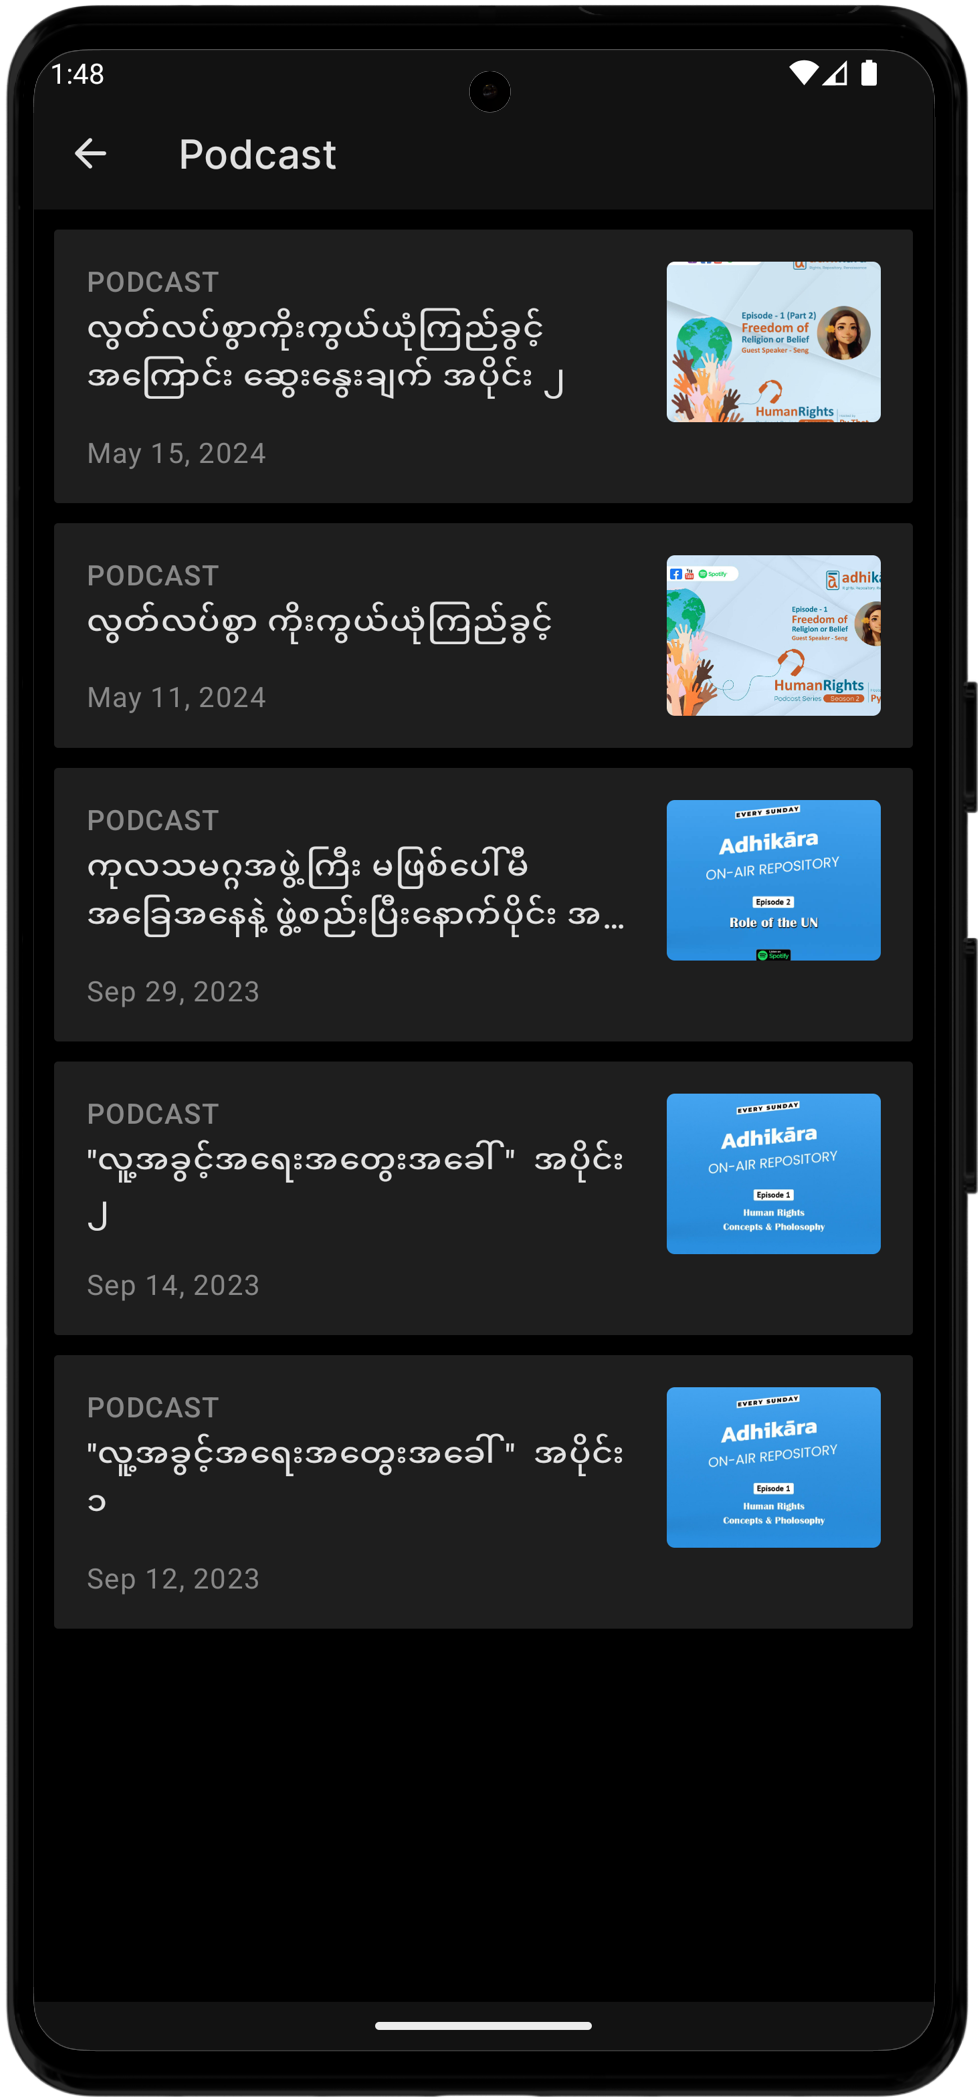 1:48
Podcast
PODCAST
လွတ်လပ်စွာကိုးကွယ်ယုံကြည်ခွင့်
အကြောင်း ဆွေးနွေးချက် အပိုင်း ၂
May 15, 2024
Episode - 1 (Part 2)
Freedom of
Religion or Belief
Guest Speaker - Seng
HumanRights
PODCAST
လွတ်လပ်စွာ ကိုးကွယ်ယုံကြည်ခွင့်
May 11, 2024
Spotify
adhikā
Episode - 1
Freedom of
Religion or Belief
Guest Speaker - Seng
HumanRights
Podcast Series Season 2
PODCAST
ကုလသမဂ္ဂအဖွဲ့ကြီး မဖြစ်ပေါ်မီ
အခြေအနေနဲ့ ဖွဲ့စည်းပြီးနောက်ပိုင်း အ...
Sep 29, 2023
EVERY SUNDAY
Adhikāra
ON-AIR REPOSITORY
Episode 2
Role of the UN
Spotify
PODCAST
"လူ့အခွင့်အရေးအတွေးအခေါ်" အပိုင်း
၂
Sep 14, 2023
EVERY SUNDAY
Adhikāra
ON-AIR REPOSITORY
Episode 1
Human Rights
Concepts & Pholosophy
PODCAST
"လူ့အခွင့်အရေးအတွေးအခေါ်" အပိုင်း
၁
Sep 12, 2023
EVERY SUNDAY
Adhikāra
ON-AIR REPOSITORY
Episode 1
Human Rights
Concepts & Pholosophy